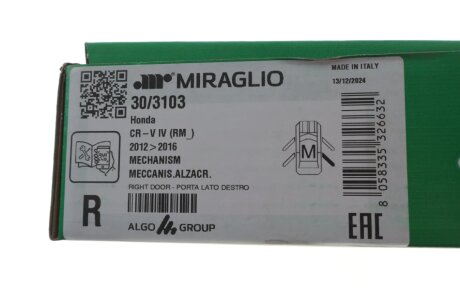 mr MIRAGLIO
30/3103
Honda
CR-V IV (RM_)
2012>2016
MECHANISM
MECCANIS.ALZACR.
RIGHT DOOR - PORTA LATO DESTRO
R
ALGO GROUP
MADE IN ITALY
13/12/2024
M
8 058335 326632
EAC